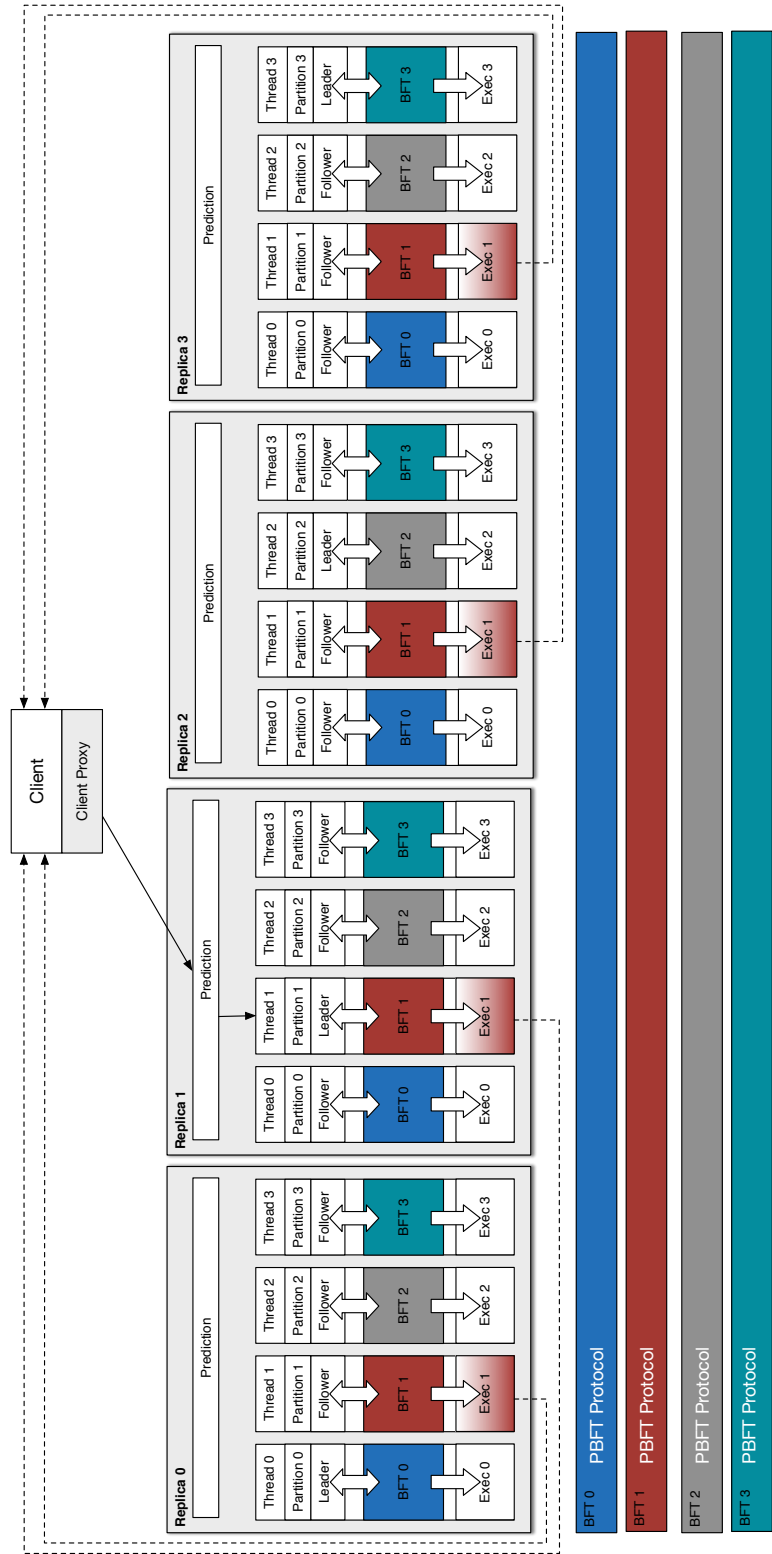 Client
Client Proxy
Replica 0
Prediction
Thread 0
Partition 0
Leader
BFT 0
Exec 0
Thread 1
Partition 1
Follower
BFT 1
Exec 1
Thread 2
Partition 2
Follower
BFT 2
Exec 2
Thread 3
Partition 3
Follower
BFT 3
Exec 3
Replica 1
Prediction
Thread 0
Partition 0
Follower
BFT 0
Exec 0
Thread 1
Partition 1
Leader
BFT 1
Exec 1
Thread 2
Partition 2
Follower
BFT 2
Exec 2
Thread 3
Partition 3
Follower
BFT 3
Exec 3
Replica 2
Prediction
Thread 0
Partition 0
Follower
BFT 0
Exec 0
Thread 1
Partition 1
Follower
BFT 1
Exec 1
Thread 2
Partition 2
Leader
BFT 2
Exec 2
Thread 3
Partition 3
Follower
BFT 3
Exec 3
Replica 3
Prediction
Thread 0
Partition 0
Follower
BFT 0
Exec 0
Thread 1
Partition 1
Follower
BFT 1
Exec 1
Thread 2
Partition 2
Follower
BFT 2
Exec 2
Thread 3
Partition 3
Leader
BFT 3
Exec 3
BFT 0 PBFT Protocol
BFT 1 PBFT Protocol
BFT 2 PBFT Protocol
BFT 3 PBFT Protocol